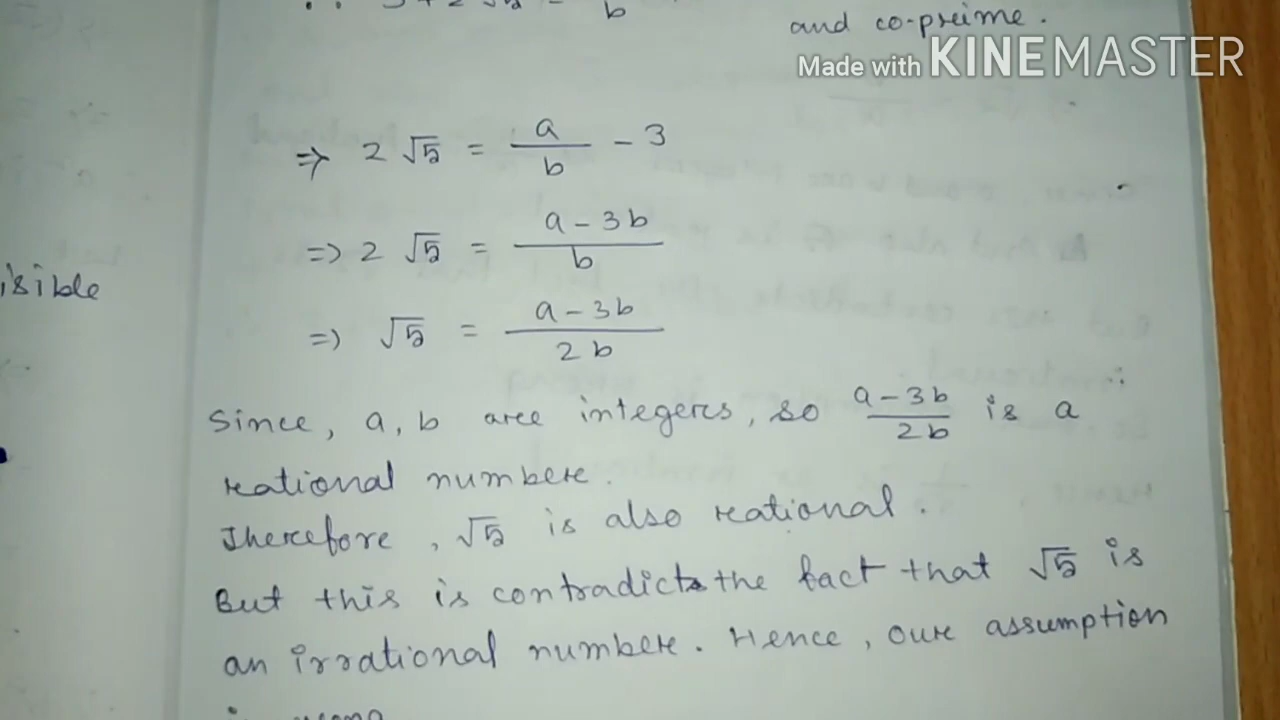 b
and co-prime.
Made with KINEMASTER
⇒ 2 √5 = a/b - 3
=> 2 √5 = a - 3b / b
=> √5 = a - 3b / 2b
isible
Since, a, b are integers, so a - 3b / 2b is a
rational number.
Therefore, √5 is also rational.
But this is contradicts the fact that √5 is
an irrational number. Hence, our assumption